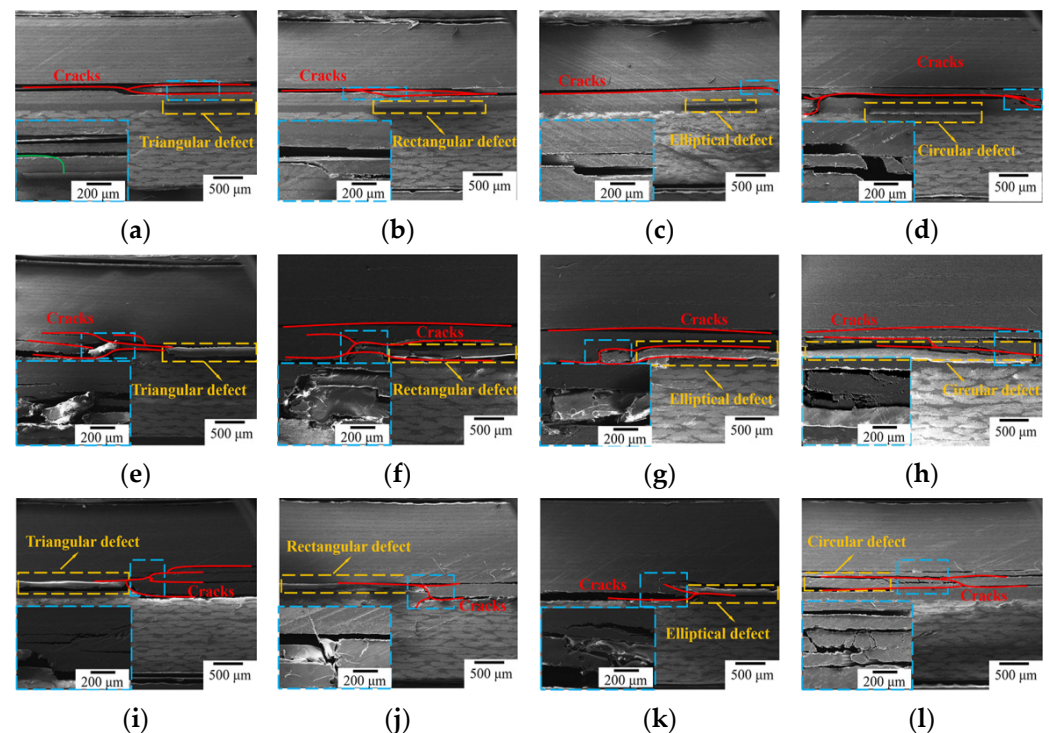 Cracks
Triangular defect
200 μm
500 μm
(a)
Cracks
Rectangular defect
200 μm
500 μm
(b)
Cracks
Elliptical defect
200 μm
500 μm
(c)
Cracks
Circular defect
200 μm
500 μm
(d)
Cracks
Triangular defect
200 μm
500 μm
(e)
Cracks
Rectangular defect
200 μm
500 μm
(f)
Cracks
Elliptical defect
200 μm
500 μm
(g)
Cracks
Circular defect
200 μm
500 μm
(h)
Triangular defect
Cracks
200 μm
500 μm
(i)
Rectangular defect
Cracks
200 μm
500 μm
(j)
Cracks
Elliptical defect
200 μm
500 μm
(k)
Circular defect
Cracks
200 μm
500 μm
(l)